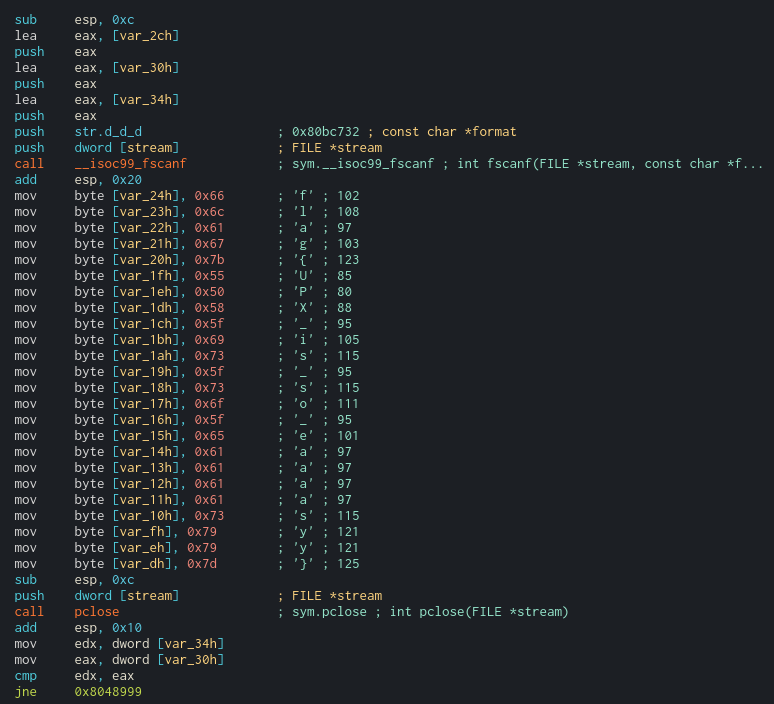 sub esp, 0xc
lea eax, [var_2ch]
push eax
lea eax, [var_30h]
push eax
lea eax, [var_34h]
push eax
push str.d_d_d ; 0x80bc732 ; const char *format
push dword [stream] ; FILE *stream
call __isoc99_fscanf ; sym.__isoc99_fscanf ; int fscanf(FILE *stream, const char *f...
add esp, 0x20
mov byte [var_24h], 0x66 ; 'f' ; 102
mov byte [var_23h], 0x6c ; 'l' ; 108
mov byte [var_22h], 0x61 ; 'a' ; 97
mov byte [var_21h], 0x67 ; 'g' ; 103
mov byte [var_20h], 0x7b ; '{' ; 123
mov byte [var_1fh], 0x55 ; 'U' ; 85
mov byte [var_1eh], 0x50 ; 'P' ; 80
mov byte [var_1dh], 0x58 ; 'X' ; 88
mov byte [var_1ch], 0x5f ; '_' ; 95
mov byte [var_1bh], 0x69 ; 'i' ; 105
mov byte [var_1ah], 0x73 ; 's' ; 115
mov byte [var_19h], 0x5f ; '_' ; 95
mov byte [var_18h], 0x73 ; 's' ; 115
mov byte [var_17h], 0x6f ; 'o' ; 111
mov byte [var_16h], 0x5f ; '_' ; 95
mov byte [var_15h], 0x65 ; 'e' ; 101
mov byte [var_14h], 0x61 ; 'a' ; 97
mov byte [var_13h], 0x61 ; 'a' ; 97
mov byte [var_12h], 0x61 ; 'a' ; 97
mov byte [var_11h], 0x61 ; 'a' ; 97
mov byte [var_10h], 0x73 ; 's' ; 115
mov byte [var_fh], 0x79 ; 'y' ; 121
mov byte [var_eh], 0x79 ; 'y' ; 121
mov byte [var_dh], 0x7d ; '}' ; 125
sub esp, 0xc
push dword [stream] ; FILE *stream
call pclose ; sym.pclose ; int pclose(FILE *stream)
add esp, 0x10
mov edx, dword [var_34h]
mov eax, dword [var_30h]
cmp edx, eax
jne 0x8048999